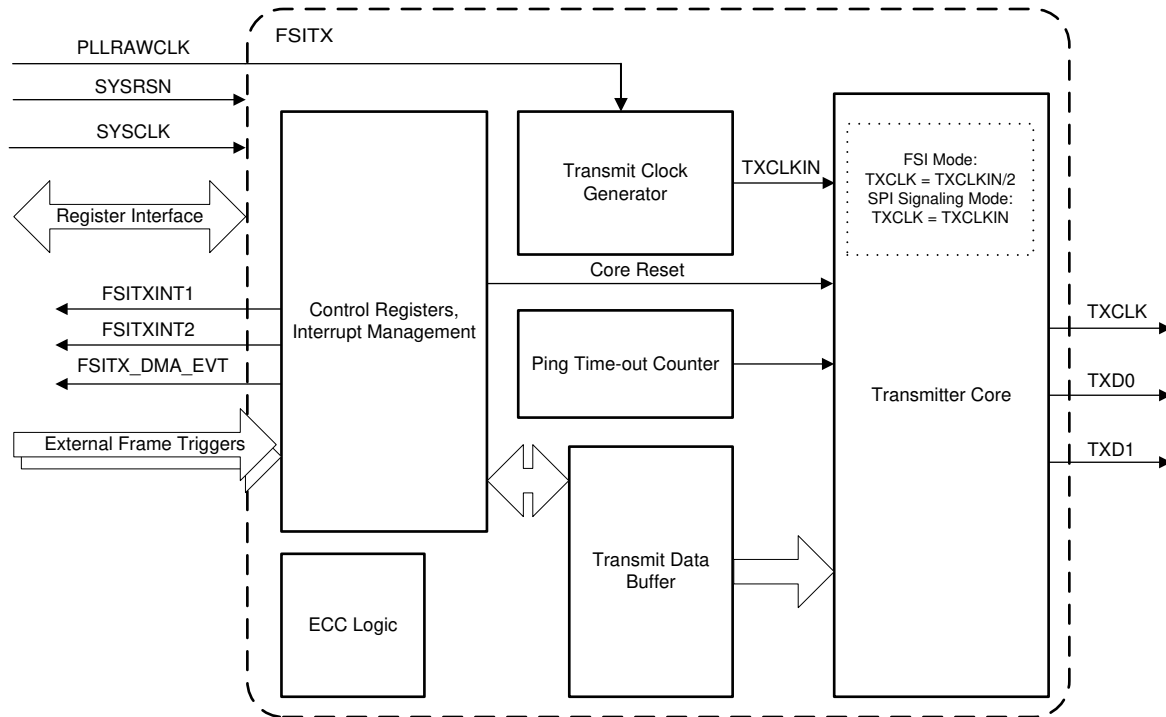 FSITX
PLLRAWCLK
SYSRSN
SYSCLK
Register Interface
FSITXINT1
FSITXINT2
FSITX_DMA_EVT
External Frame Triggers
Control Registers,
Interrupt Management
ECC Logic
Transmit Clock
Generator
TXCLKIN
Core Reset
Ping Time-out Counter
Transmit Data
Buffer
FSI Mode:
TXCLK = TXCLKIN/2
SPI Signaling Mode:
TXCLK = TXCLKIN
Transmitter Core
TXCLK
TXD0
TXD1